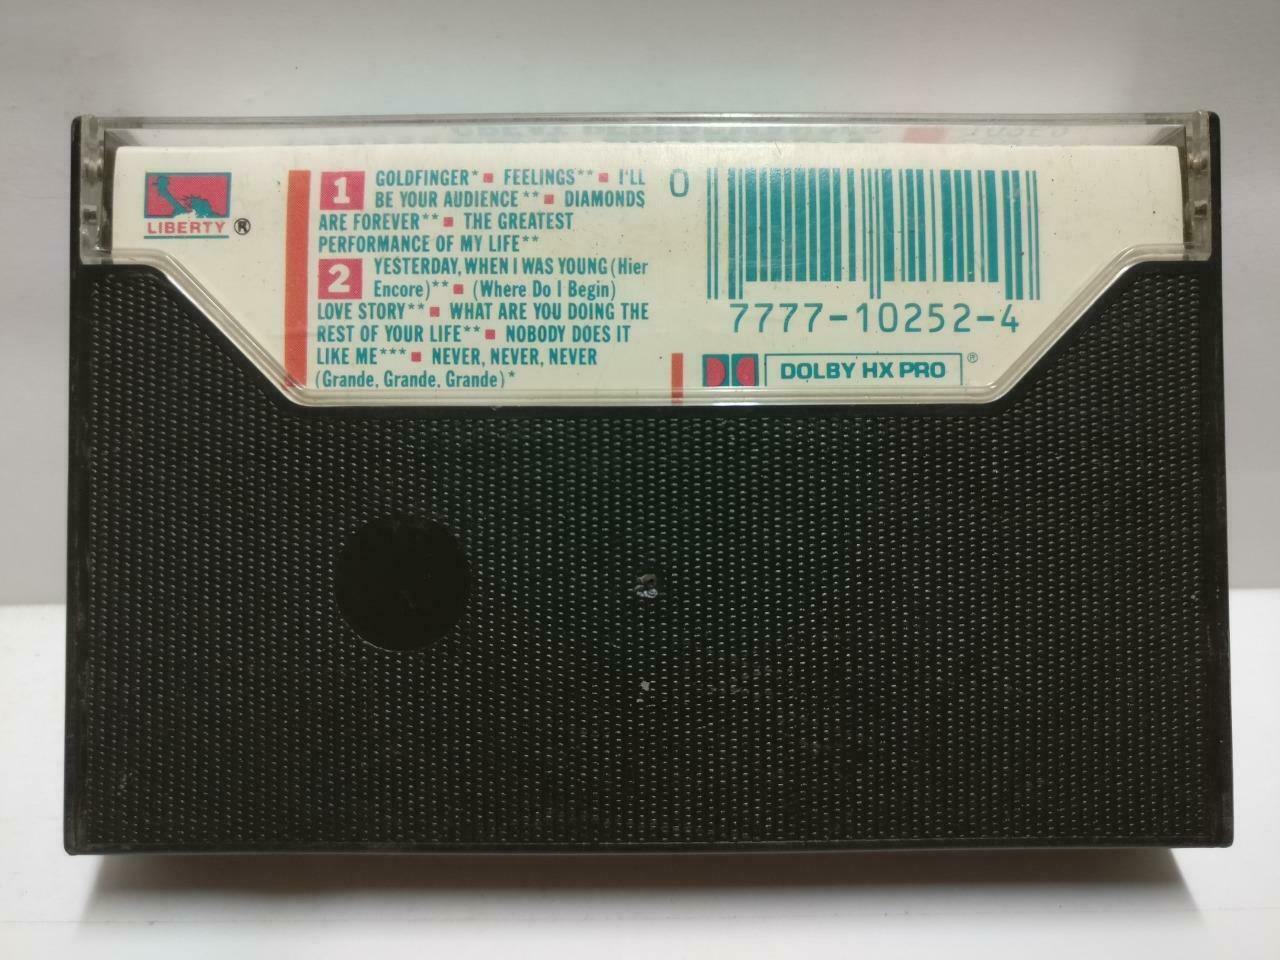 LIBERTY ®
1 GOLDFINGER* ■ FEELINGS** ■ I'LL
BE YOUR AUDIENCE** ■ DIAMONDS
ARE FOREVER** ■ THE GREATEST
PERFORMANCE OF MY LIFE**
2 YESTERDAY, WHEN I WAS YOUNG (Hier
Encore)** ■ (Where Do I Begin)
LOVE STORY** ■ WHAT ARE YOU DOING THE
REST OF YOUR LIFE** ■ NOBODY DOES IT
LIKE ME*** ■ NEVER, NEVER, NEVER
(Grande, Grande, Grande)*
0
7777-10252-4
DOLBY HX PRO ®